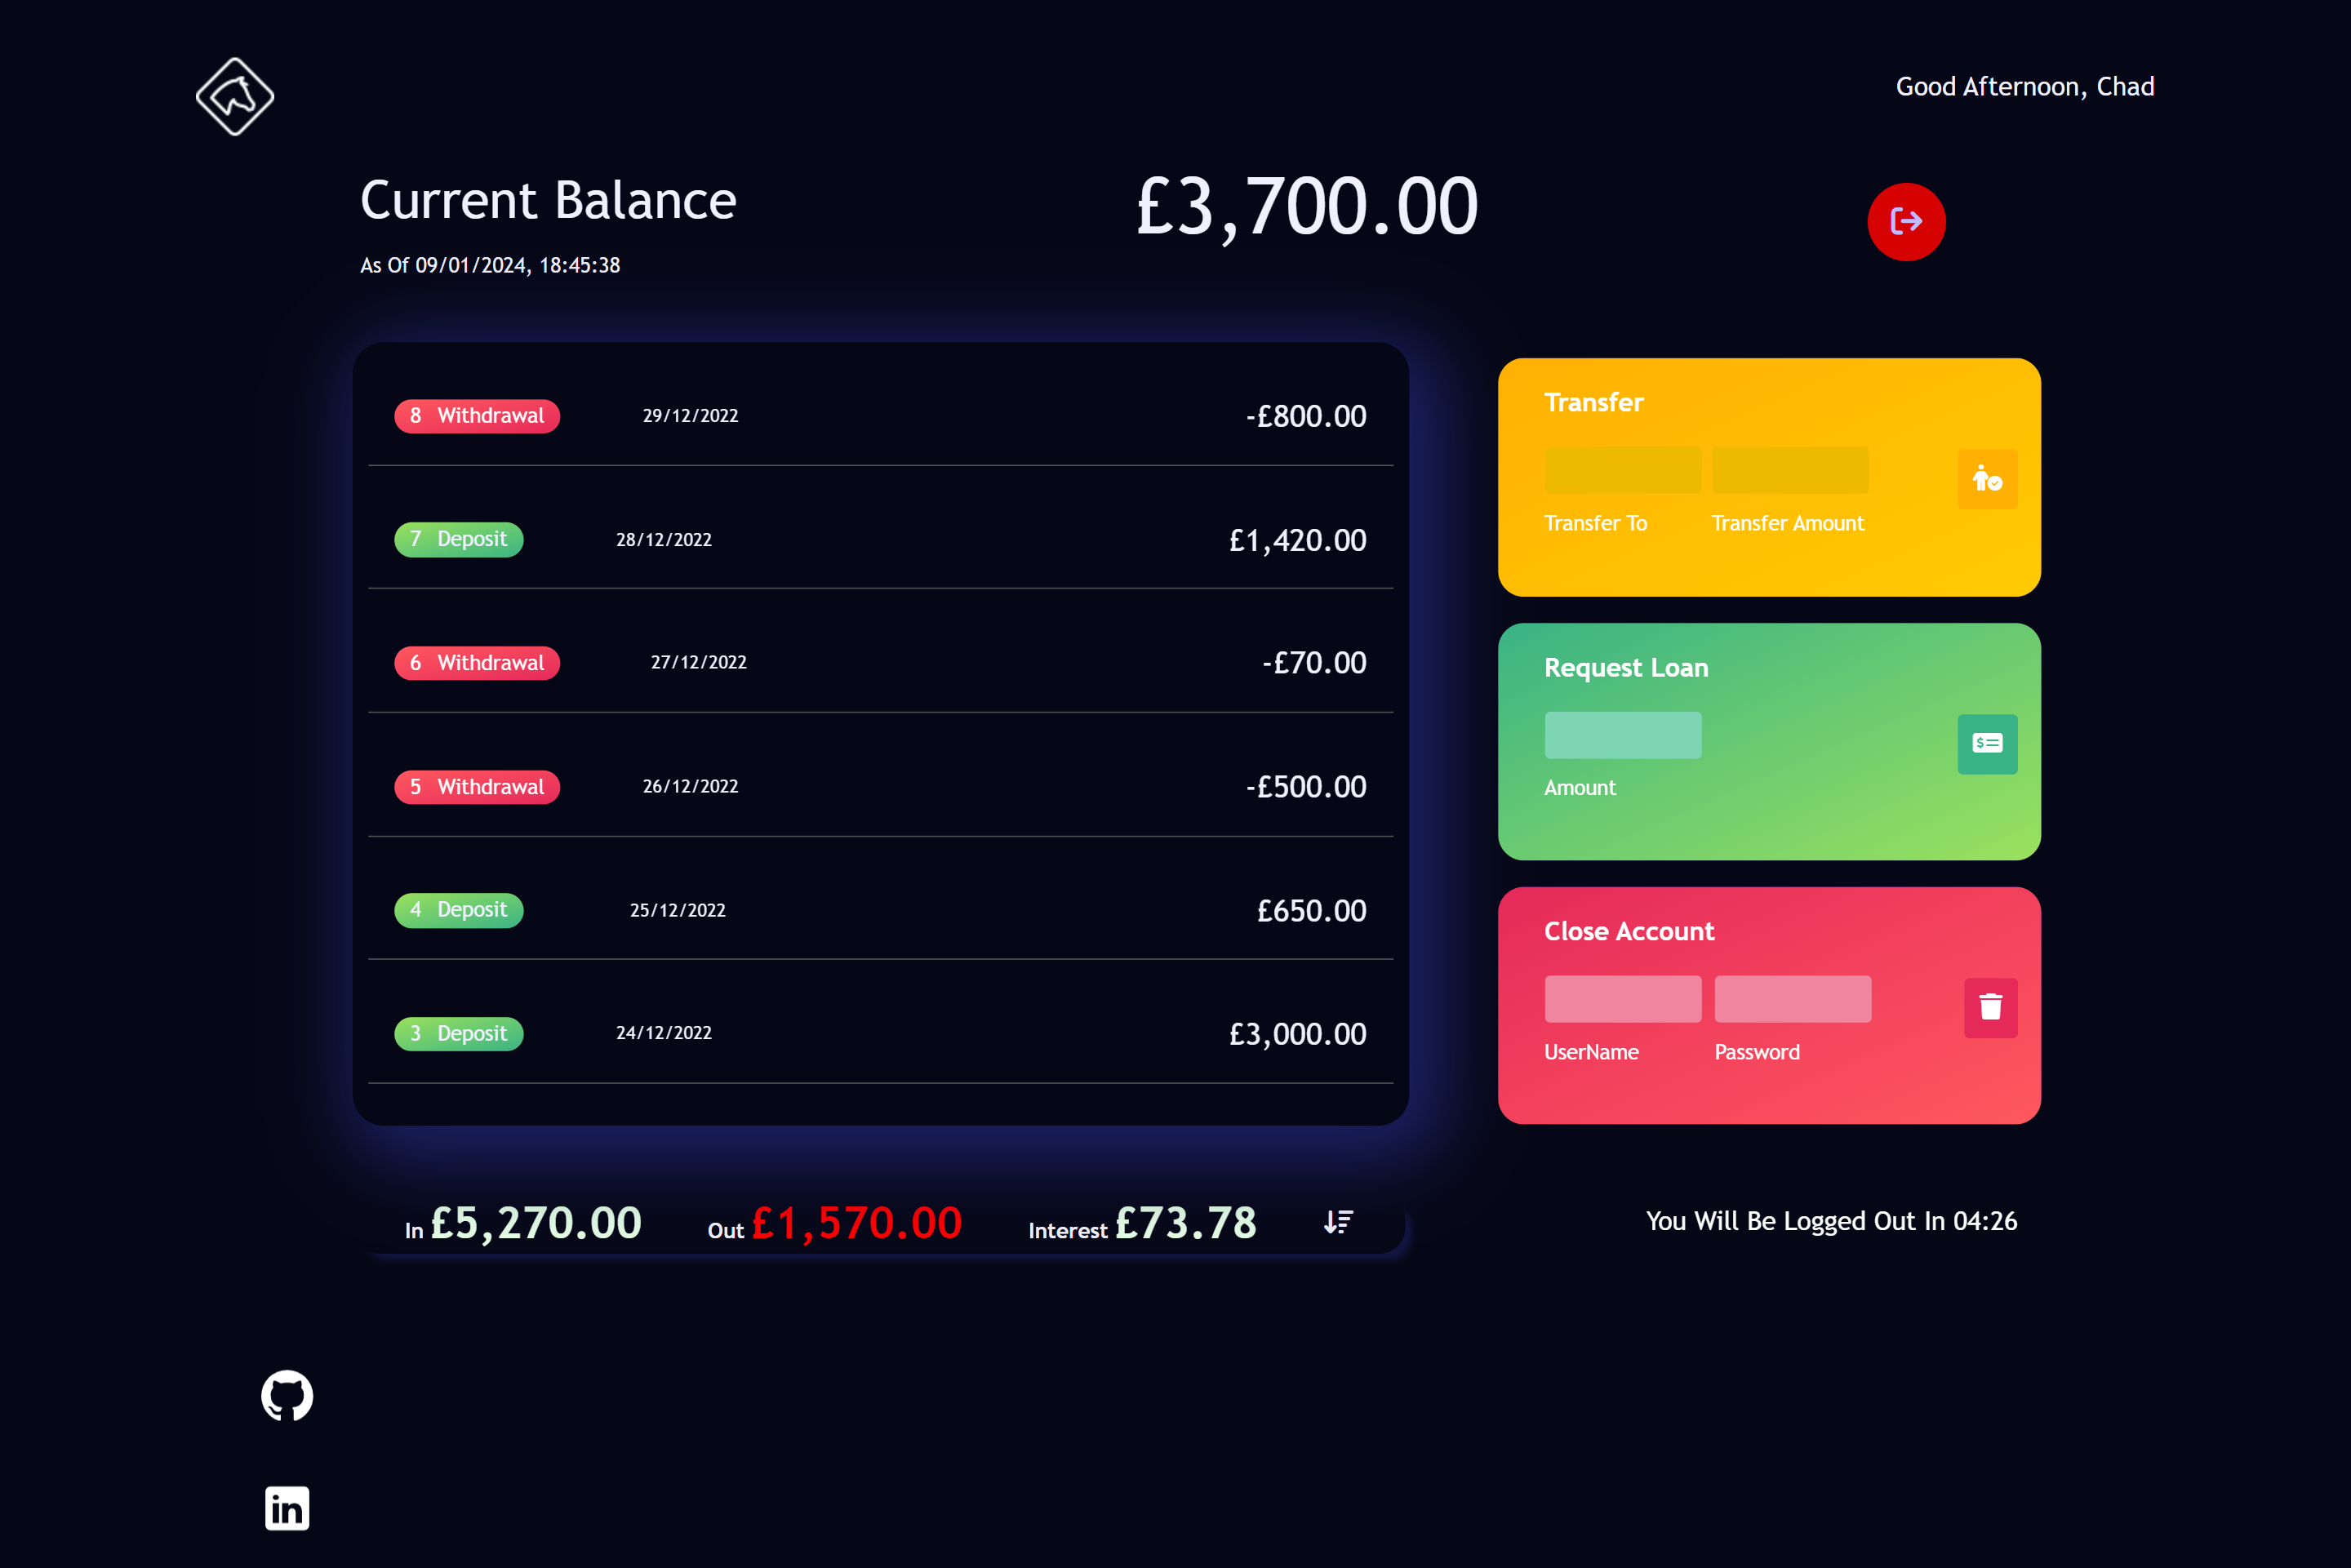 Good Afternoon, Chad
Current Balance
£3,700.00
As Of 09/01/2024, 18:45:38
8 Withdrawal 29/12/2022 -£800.00
7 Deposit 28/12/2022 £1,420.00
6 Withdrawal 27/12/2022 -£70.00
5 Withdrawal 26/12/2022 -£500.00
4 Deposit 25/12/2022 £650.00
3 Deposit 24/12/2022 £3,000.00
Transfer
Transfer To Transfer Amount
Request Loan
Amount
Close Account
UserName Password
In £5,270.00 Out £1,570.00 Interest £73.78
You Will Be Logged Out In 04:26
in